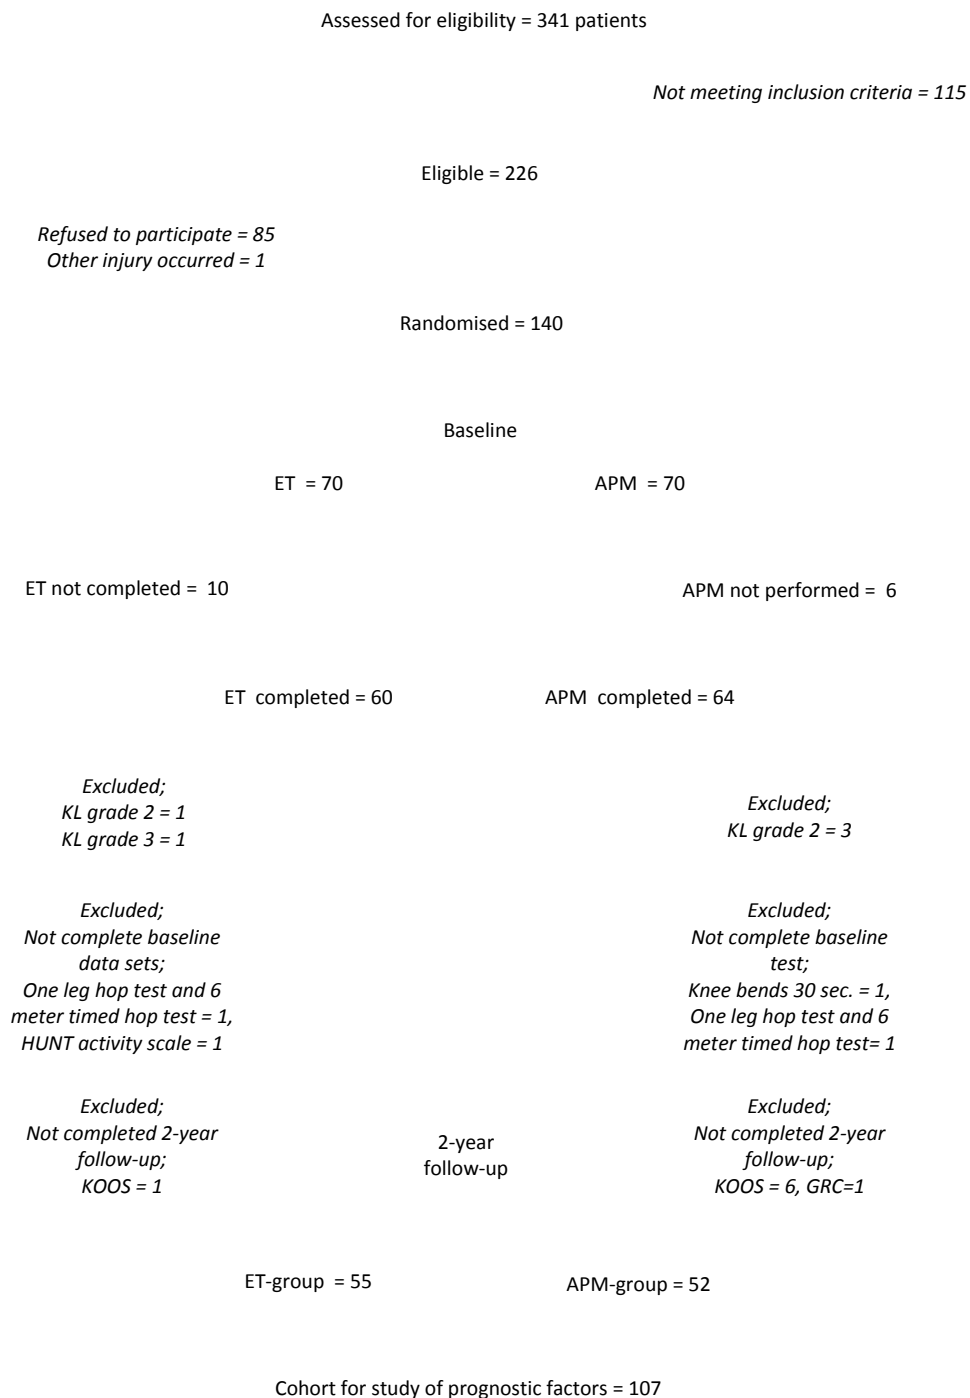 Assessed for eligibility = 341 patients
Not meeting inclusion criteria = 115
Eligible = 226
Refused to participate = 85
Other injury occurred = 1
Randomised = 140
Baseline
ET = 70
APM = 70
ET not completed = 10
APM not performed = 6
ET completed = 60
APM completed = 64
Excluded;
KL grade 2 = 1
KL grade 3 = 1
Excluded;
KL grade 2 = 3
Excluded;
Not complete baseline
data sets;
One leg hop test and 6
meter timed hop test = 1,
HUNT activity scale = 1
Excluded;
Not complete baseline
test;
Knee bends 30 sec. = 1,
One leg hop test and 6
meter timed hop test= 1
Excluded;
Not completed 2-year
follow-up;
KOOS = 1
2-year
follow-up
Excluded;
Not completed 2-year
follow-up;
KOOS = 6, GRC=1
ET-group = 55
APM-group = 52
Cohort for study of prognostic factors = 107